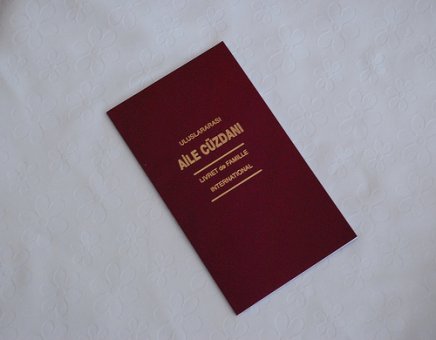 ULUSLARARASI
AİLE CÜZDANI
LIVRET de FAMILLE
INTERNATIONAL